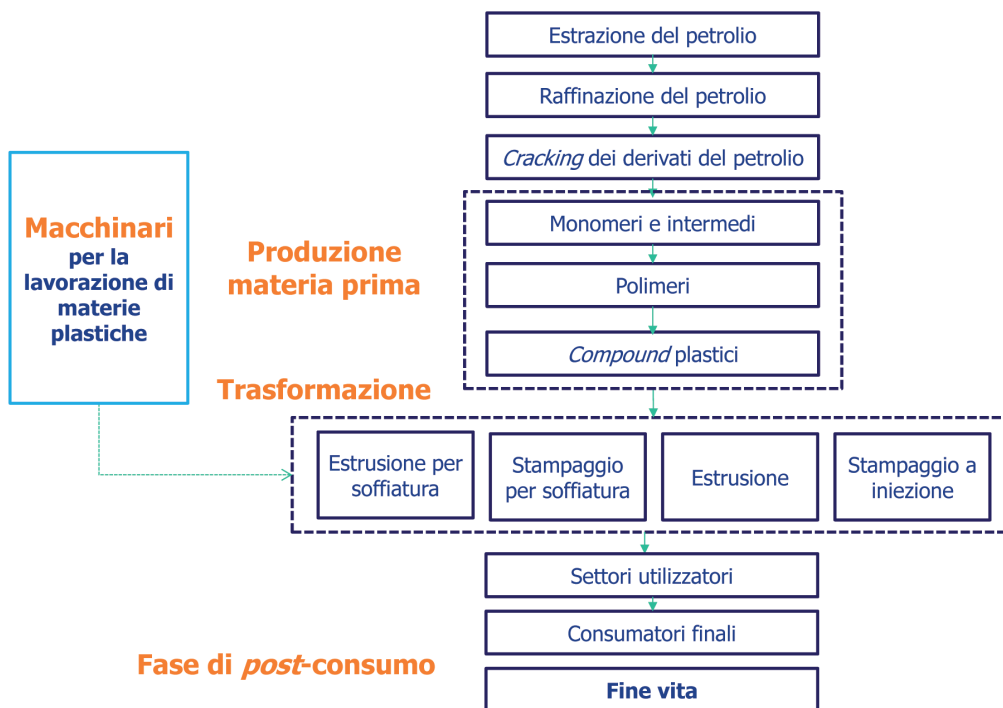 Estrazione del petrolio
Raffinazione del petrolio
Cracking dei derivati del petrolio
Macchinari
per la
lavorazione di
materie
plastiche
Produzione
materia prima
Monomeri e intermedi
Polimeri
Compound plastici
Trasformazione
Estrusione per
soffiatura
Stampaggio
per soffiatura
Estrusione
Stampaggio a
iniezione
Settori utilizzatori
Consumatori finali
Fase di post-consumo
Fine vita